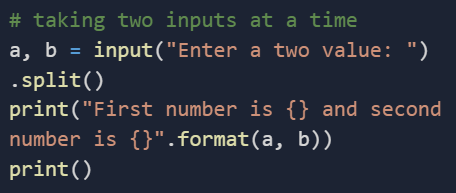 # taking two inputs at a time
a, b = input("Enter a two value: ")
.split()
print("First number is {} and second
number is {}".format(a, b))
print()